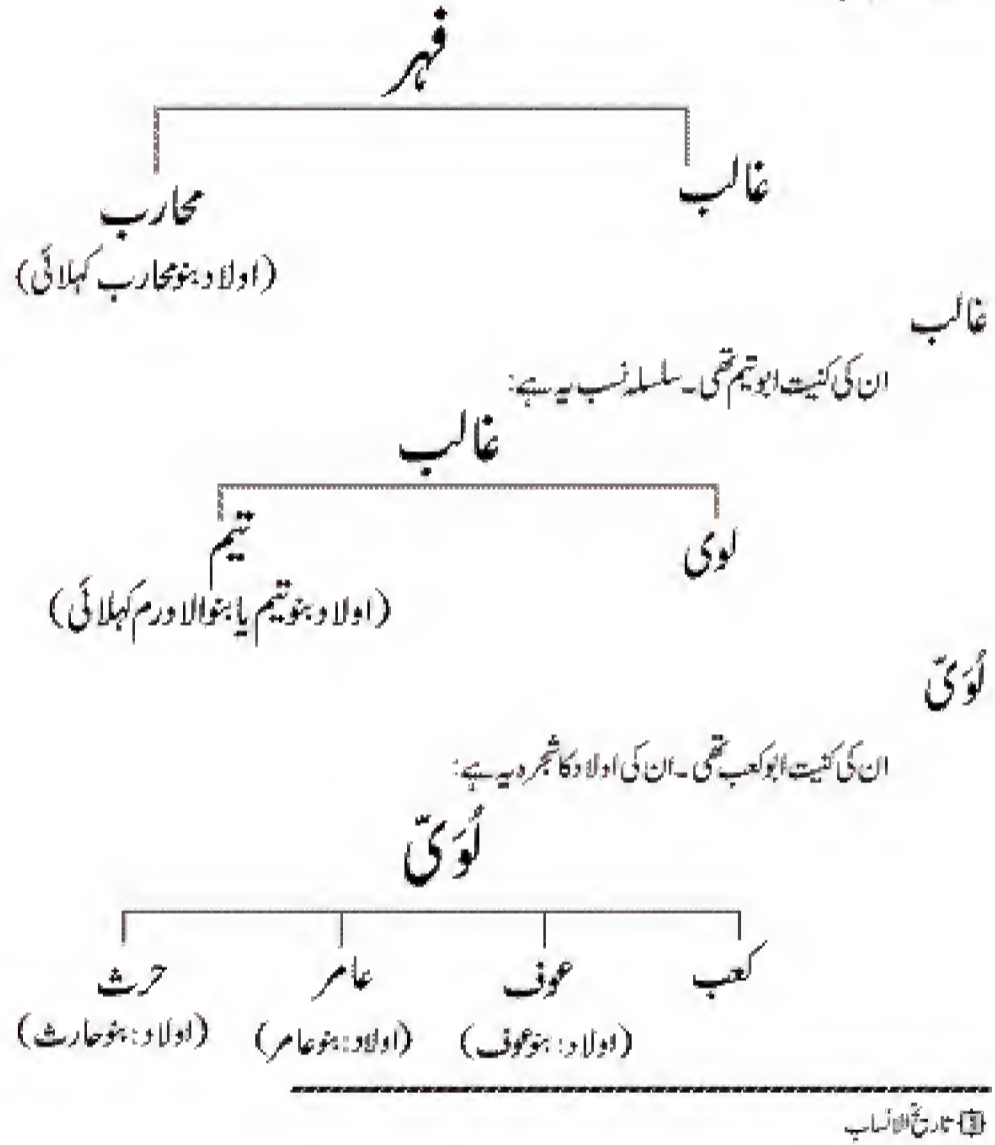 فہر
غالب محارب
(اولاد بنو محارب کہلائی)
غالب
ان کی کنیت ابو تیم تھی۔ سلسلہ نسب یہ ہے:
غالب
لوی تیم
(اولاد بنو تیم یا بنو الادرم کہلائی)
لُوَیّ
ان کی کنیت ابو کعب تھی۔ ان کی اولاد کا شجرہ یہ ہے:
لُوَیّ
کعب عوف عامر حرث
(اولاد: بنو عوف) (اولاد: بنو عامر) (اولاد: بنو حارث)
تاریخ الانساب